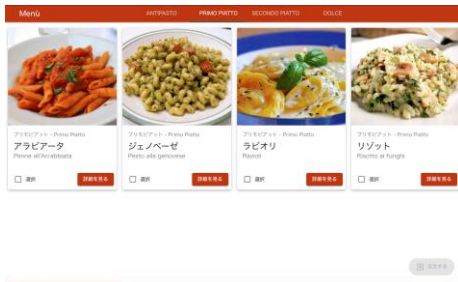 Menù
ANTIPASTO PRIMO PIATTO SECONDO PIATTO DOLCE
プリモピアット - Primo Piatto
アラビアータ
Penne all'Arrabbiata
選択 詳細を見る
プリモピアット - Primo Piatto
ジェノベーゼ
Pesto alla genovese
選択 詳細を見る
プリモピアット - Primo Piatto
ラビオリ
Ravioli
選択 詳細を見る
プリモピアット - Primo Piatto
リゾット
Risotto ai funghi
選択 詳細を見る